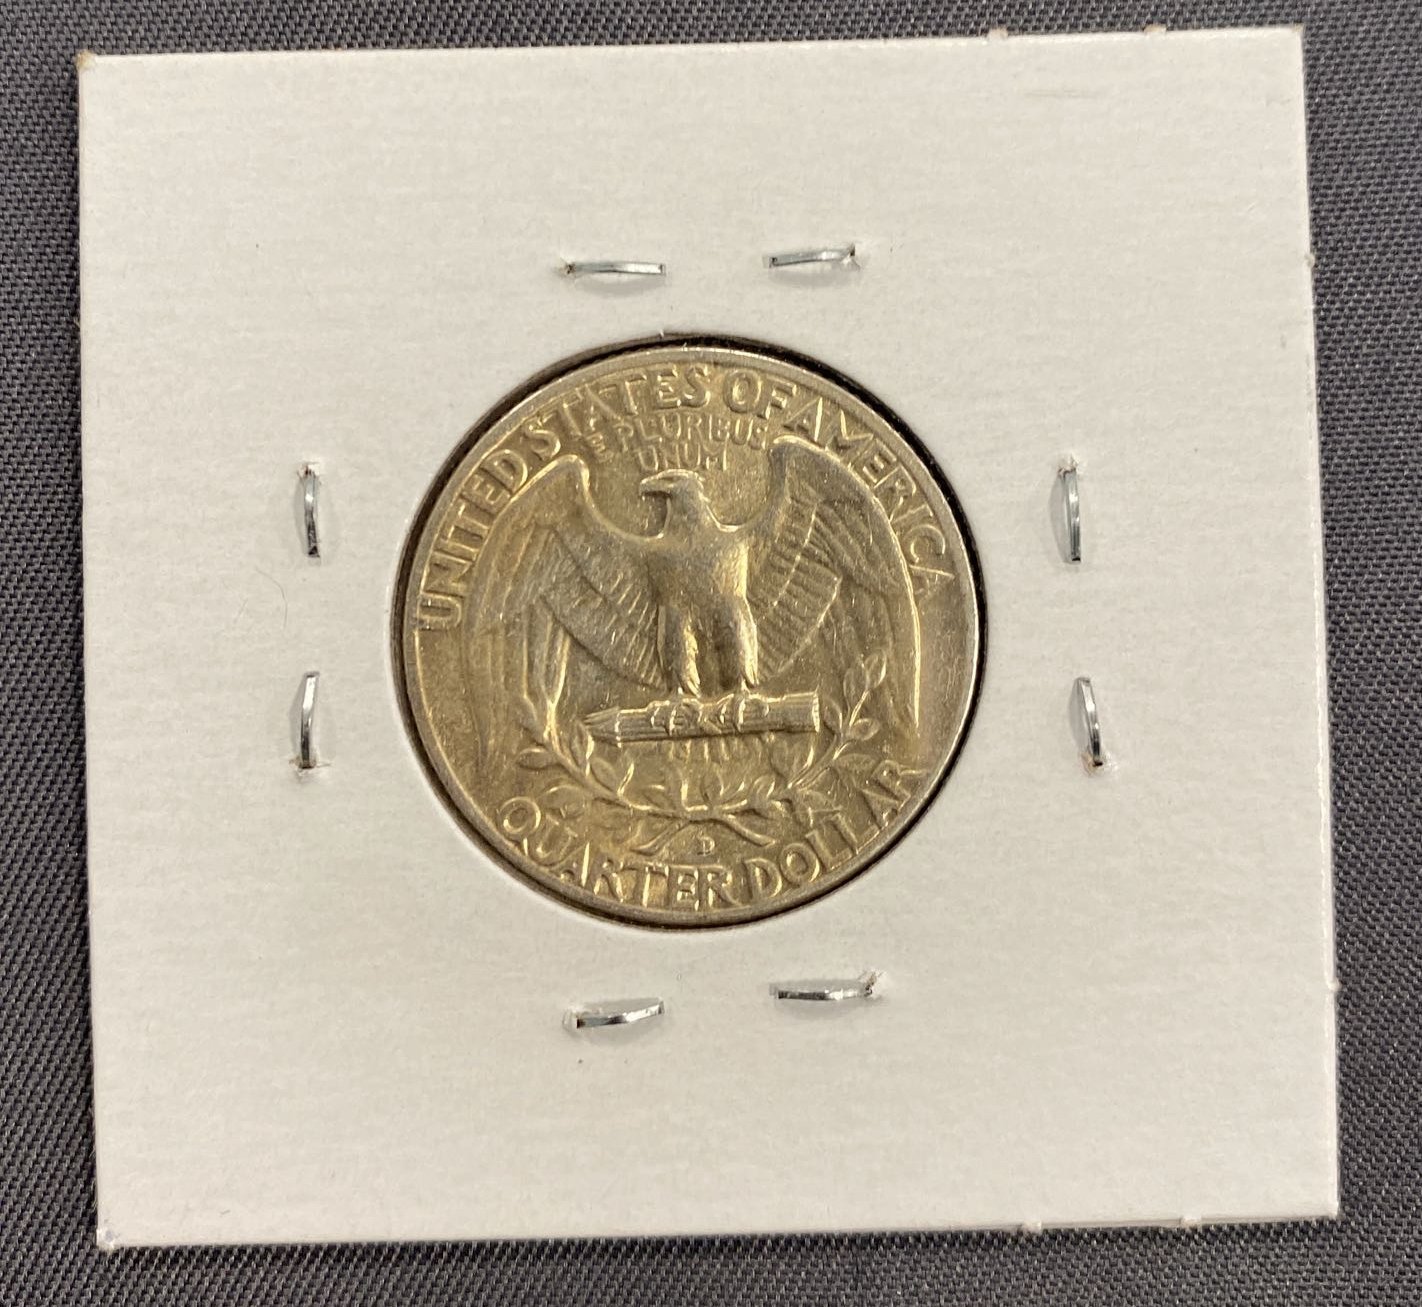 UNITED STATES OF AMERICA
E PLURIBUS
UNUM
D
QUARTER DOLLAR